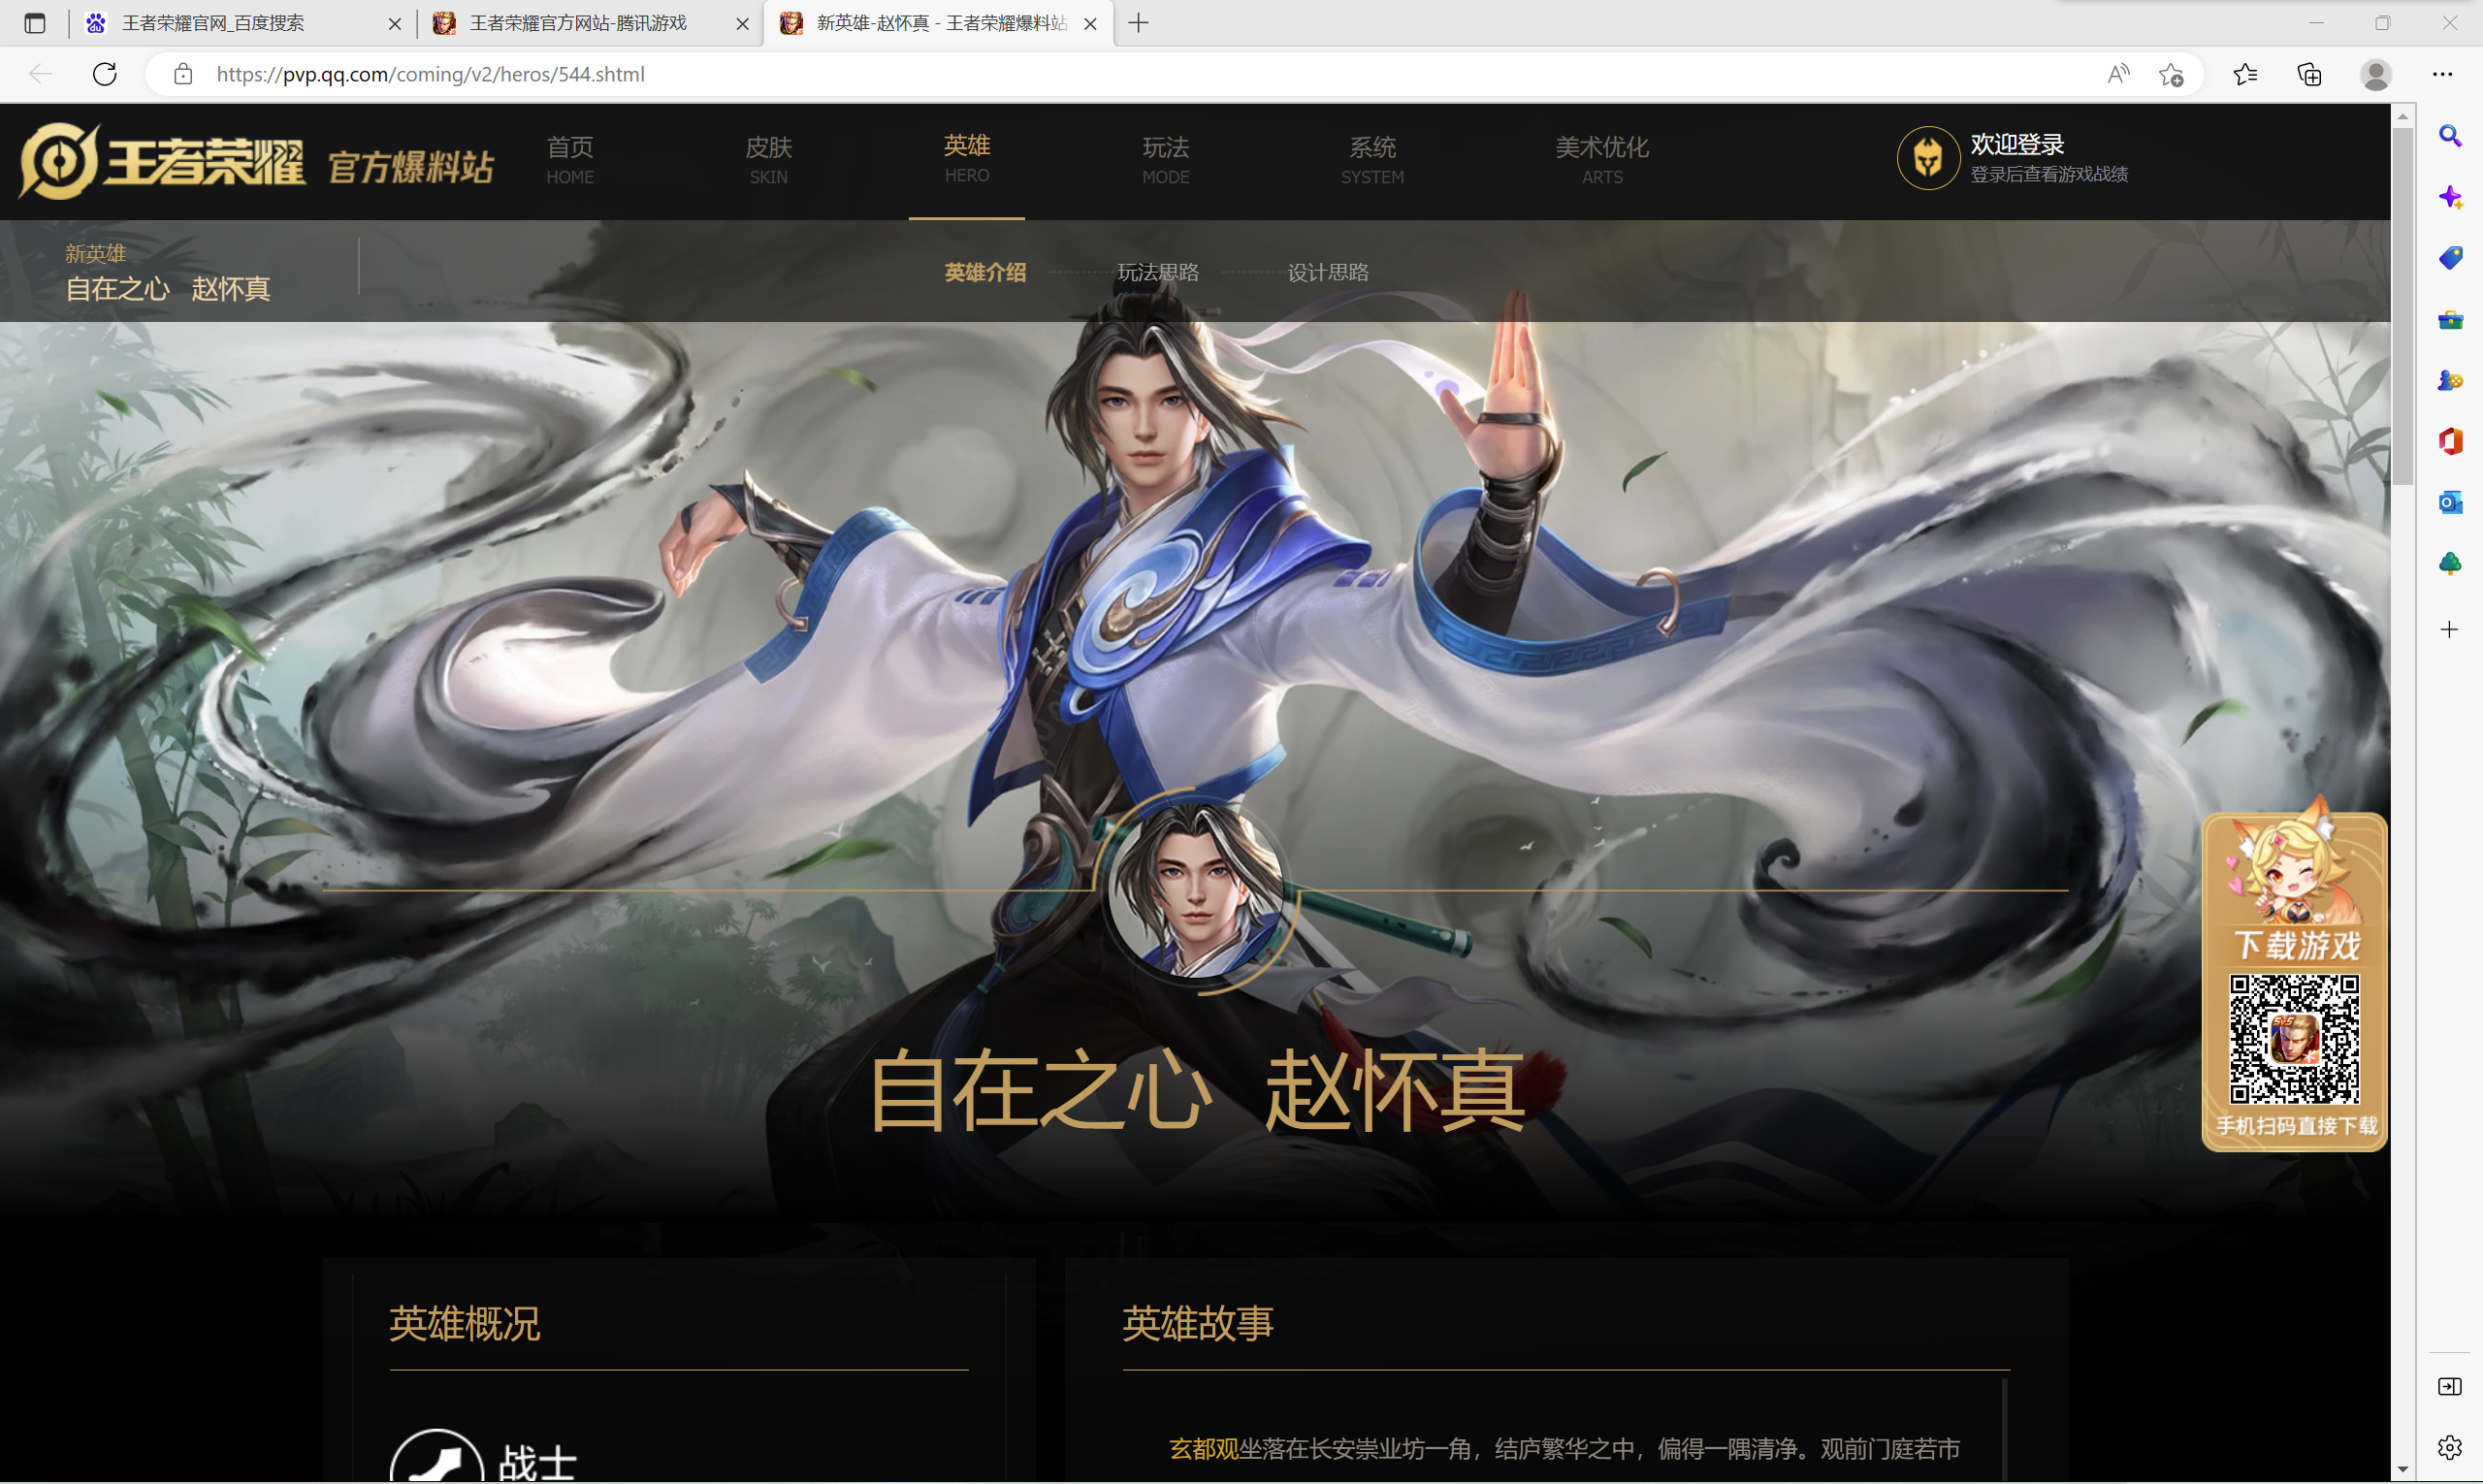 王者荣耀官网_百度搜索
王者荣耀官方网站-腾讯游戏
新英雄-赵怀真 - 王者荣耀爆料站
https://pvp.qq.com/coming/v2/heros/544.shtml
王者荣耀 官方爆料站
首页
HOME
皮肤
SKIN
英雄
HERO
玩法
MODE
系统
SYSTEM
美术优化
ARTS
欢迎登录
登录后查看游戏战绩
新英雄
自在之心 赵怀真
英雄介绍
玩法思路
设计思路
下载游戏
5v5
手机扫码直接下载
自在之心 赵怀真
英雄概况
战士
英雄故事
玄都观坐落在长安崇业坊一角，结庐繁华之中，偏得一隅清净。观前门庭若市